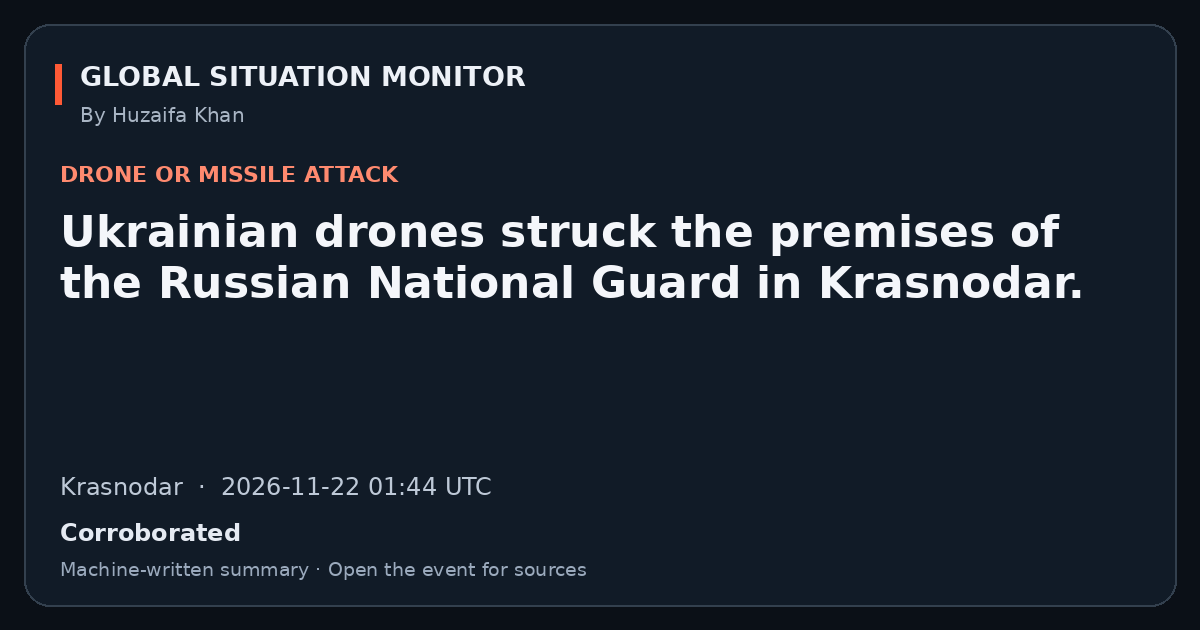 GLOBAL SITUATION MONITOR
By Huzaifa Khan
DRONE OR MISSILE ATTACK
Ukrainian drones struck the premises of
the Russian National Guard in Krasnodar.
Krasnodar · 2026-11-22 01:44 UTC
Corroborated
Machine-written summary · Open the event for sources